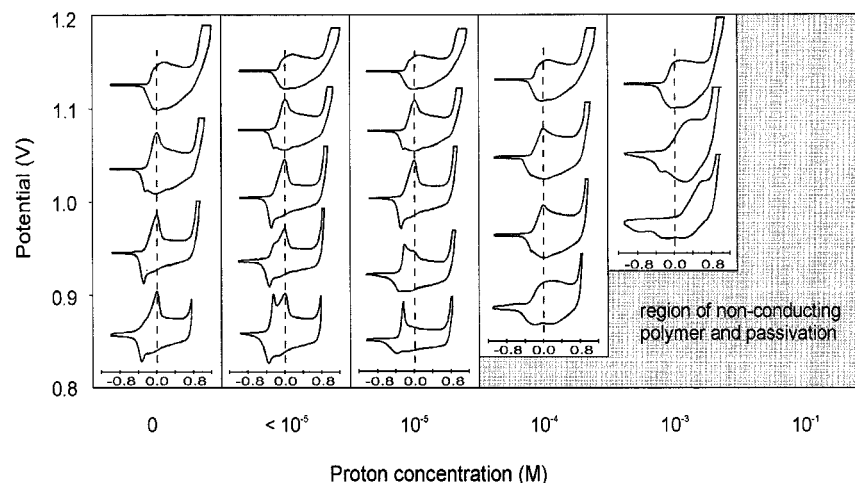 1.2
1.1
1.0
0.9
0.8
Potential (V)
-0.8 0.0 0.8
-0.8 0.0 0.8
-0.8 0.0 0.8
-0.8 0.0 0.8
-0.8 0.0 0.8
region of non-conducting
polymer and passivation
0 < 10⁻⁵ 10⁻⁵ 10⁻⁴ 10⁻³ 10⁻¹
Proton concentration (M)